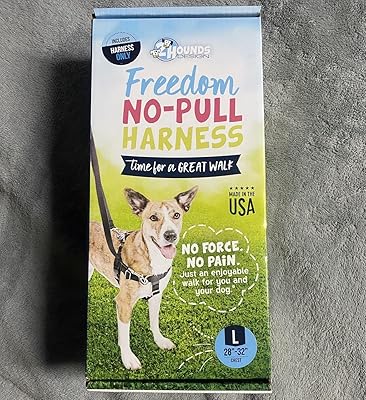 INCLUDES
HARNESS
ONLY
2 HOUNDS
DESIGN
Freedom
NO-PULL
HARNESS
time for a GREAT WALK
MADE IN THE
USA
NO FORCE.
NO PAIN.
Just an enjoyable
walk for you and
your dog.
L
28"-32"
CHEST